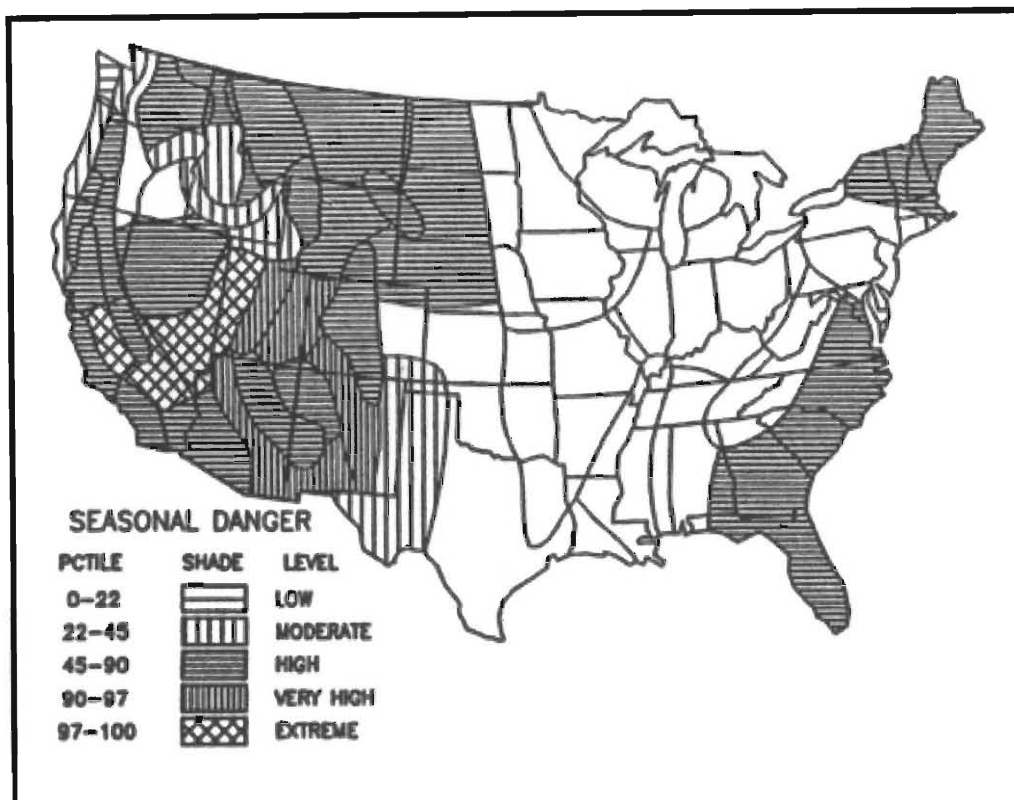 SEASONAL DANGER
PCTILE SHADE LEVEL
0-22 LOW
22-45 MODERATE
45-90 HIGH
90-97 VERY HIGH
97-100 EXTREME